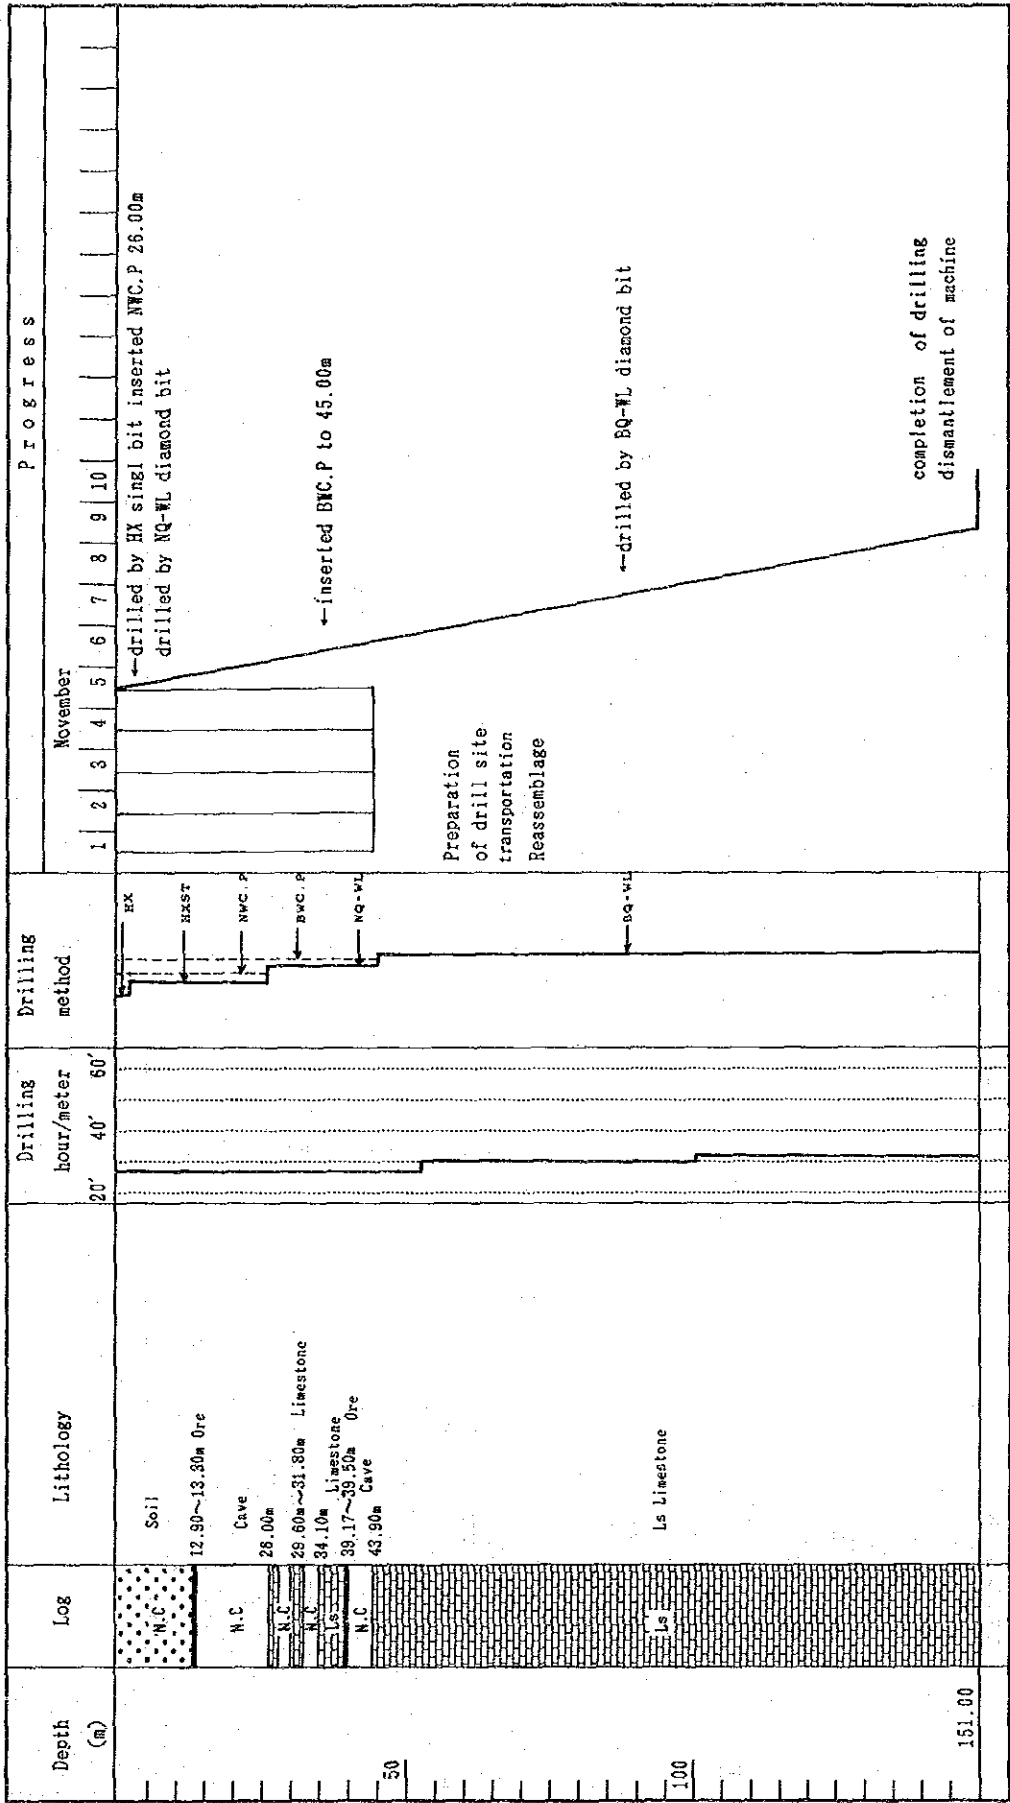 Depth
(m)
Log
Lithology
Drilling
hour/meter
20′ 40′ 60′
Drilling
method
Progress
November
1 2 3 4 5 6 7 8 9 10
50
100
151.00
N.C
N.C
N.C
N.C
Ls
N.C
Ls
Soil
12.90～13.30m Ore
Cave
29.60m～31.80m Limestone
34.10m Limestone
39.17～39.50m Ore
Cave
43.90m
Ls Limestone
HX
HXST
NWC.P
BWC.P
NQ-WL
BQ-WL
←drilled by HX singl bit inserted NWC.P 26.00m
drilled by NQ-WL diamond bit
←inserted BWC.P to 45.00m
←drilled by BQ-WL diamond bit
Preparation
of drill site
transportation
Reassemblage
completion of drilling
dismantlement of machine